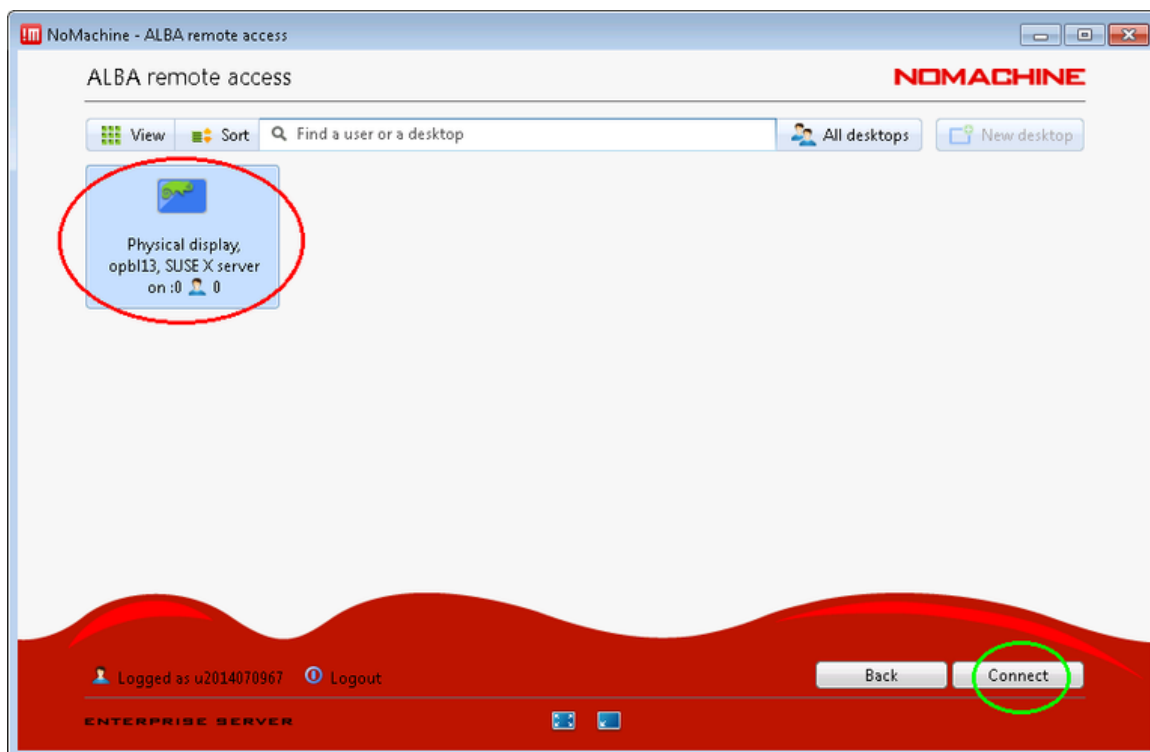 NoMachine - ALBA remote access
ALBA remote access
NOMACHINE
View
Sort
Find a user or a desktop
All desktops
New desktop
Physical display,
opbl13, SUSE X server
on :0 0
Logged as u2014070967
Logout
Back
Connect
ENTERPRISE SERVER